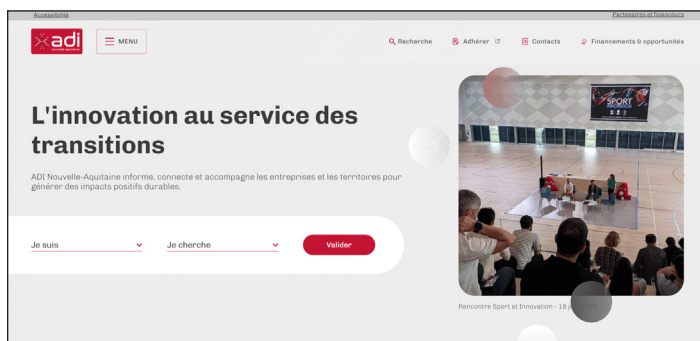 Accessibilité
Partenaires et financeurs
adi
MENU
Recherche
Adhérer
Contacts
Financements & opportunités
L'innovation au service des
transitions
ADI Nouvelle-Aquitaine informe, connecte et accompagne les entreprises et les territoires pour
générer des impacts positifs durables.
Je suis
Je cherche
Valider
SPORT
Rencontre Sport et Innovation - 18